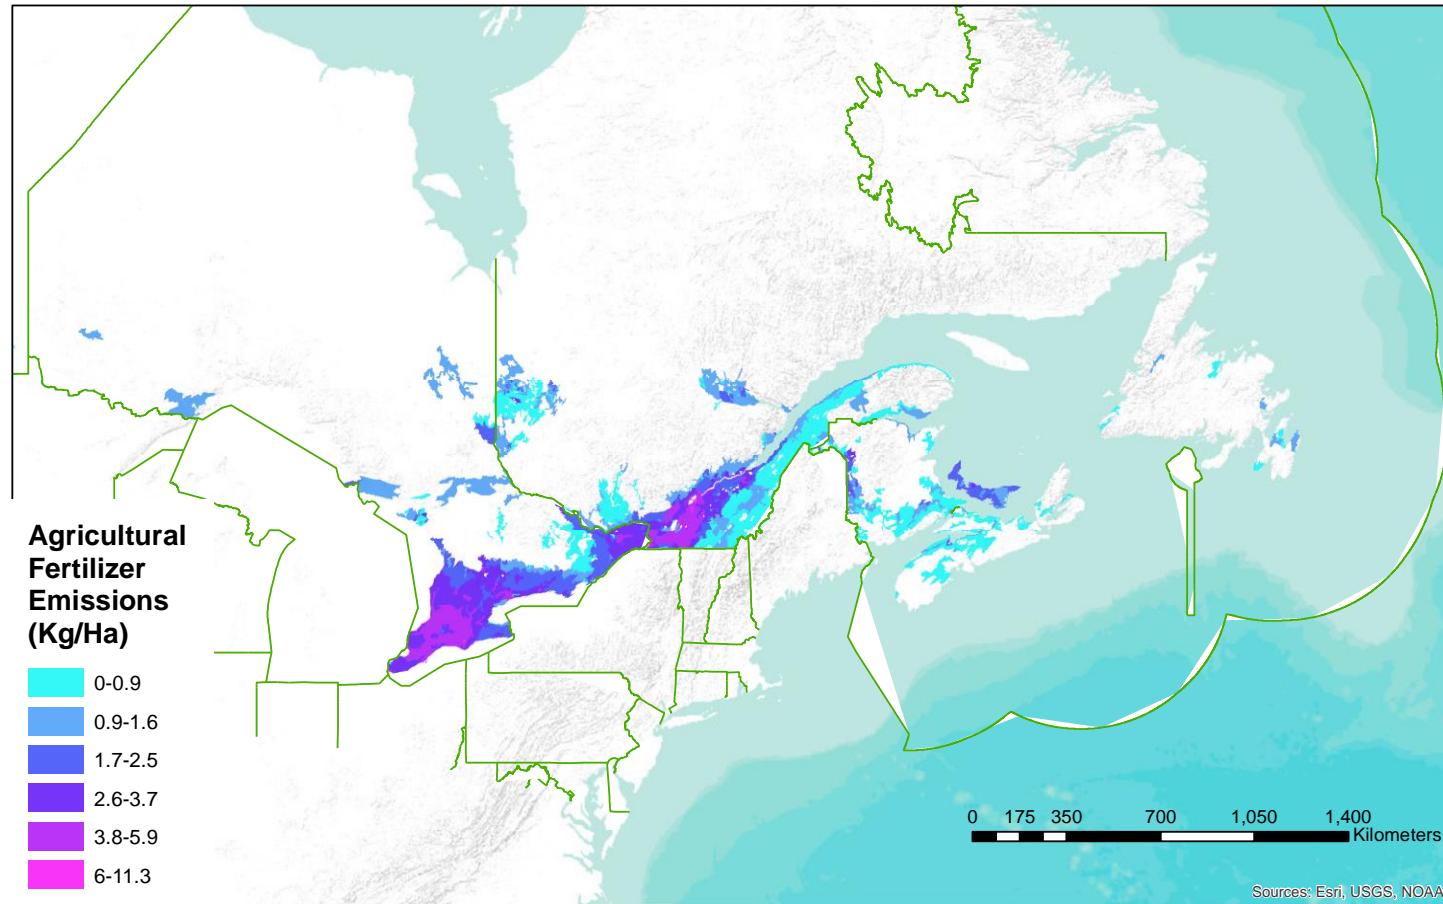 Agricultural
Fertilizer
Emissions
(Kg/Ha)
0-0.9
0.9-1.6
1.7-2.5
2.6-3.7
3.8-5.9
6-11.3
0 175 350 700 1,050 1,400
Kilometers
Sources: Esri, USGS, NOAA